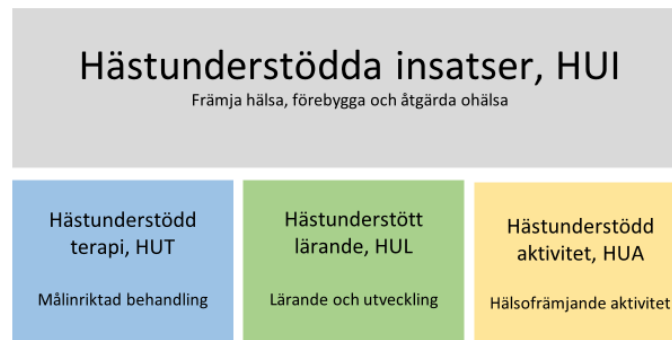 Hästunderstödda insatser, HUI
Främja hälsa, förebygga och åtgärda ohälsa
Hästunderstödd
terapi, HUT
Målinriktad behandling
Hästunderstött
lärande, HUL
Lärande och utveckling
Hästunderstödd
aktivitet, HUA
Hälsofrämjande aktivitet